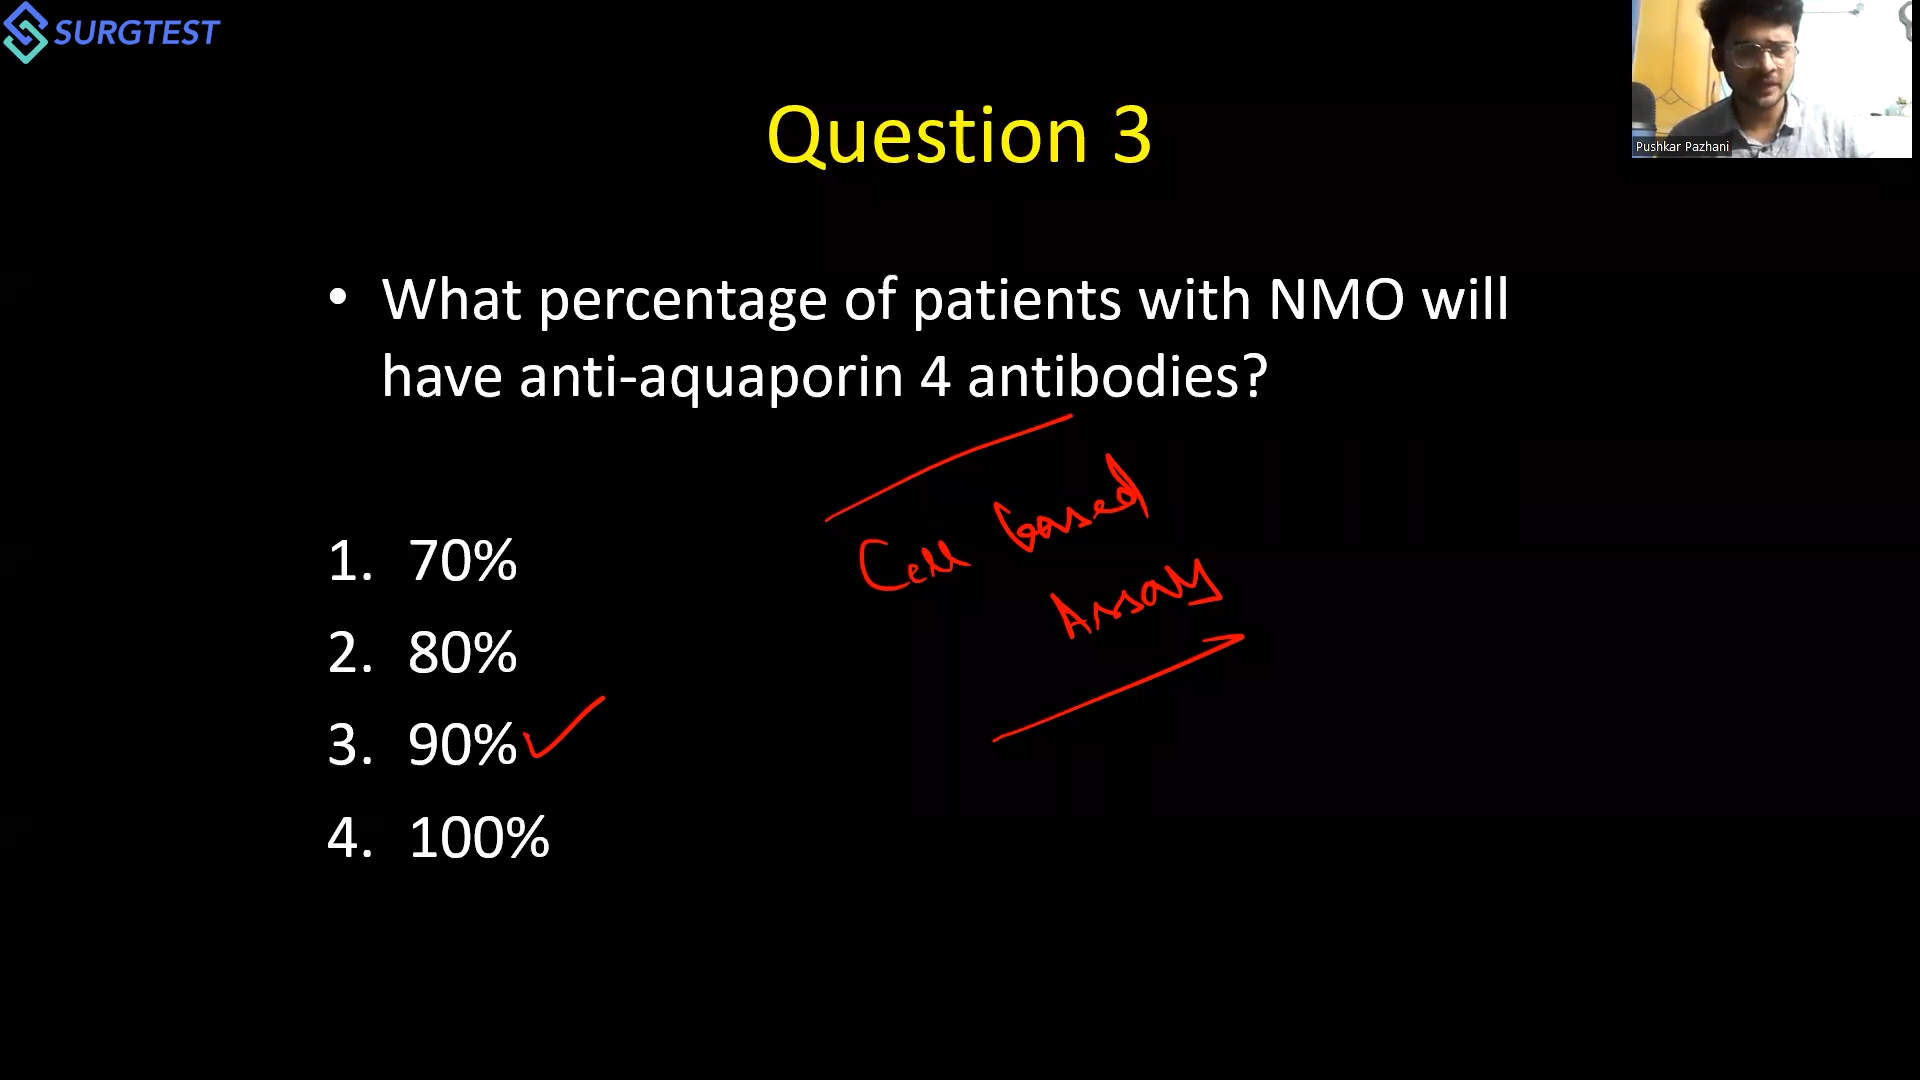 SURGTEST
Pushkar Pazhani
Question 3
• What percentage of patients with NMO will
have anti-aquaporin 4 antibodies?
Cell based
Assay
1. 70%
2. 80%
3. 90%
4. 100%